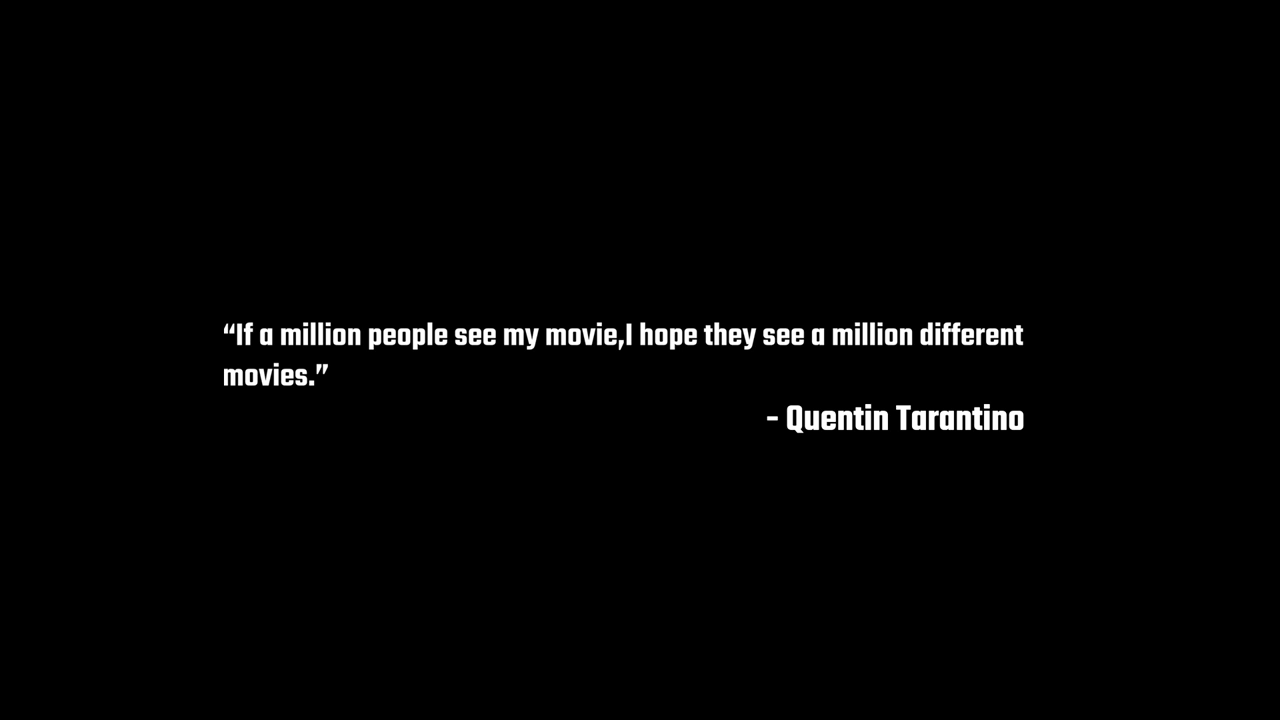 “If a million people see my movie,I hope they see a million different
movies.”
- Quentin Tarantino